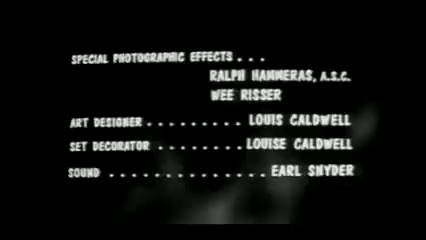 SPECIAL PHOTOGRAPHIC EFFECTS . . .
RALPH HAMMERAS, A.S.C.
WEE RISSER
ART DESIGNER . . . . . . . . . LOUIS CALDWELL
SET DECORATOR . . . . . . . . LOUISE CALDWELL
SOUND . . . . . . . . . . . . . . EARL SNYDER